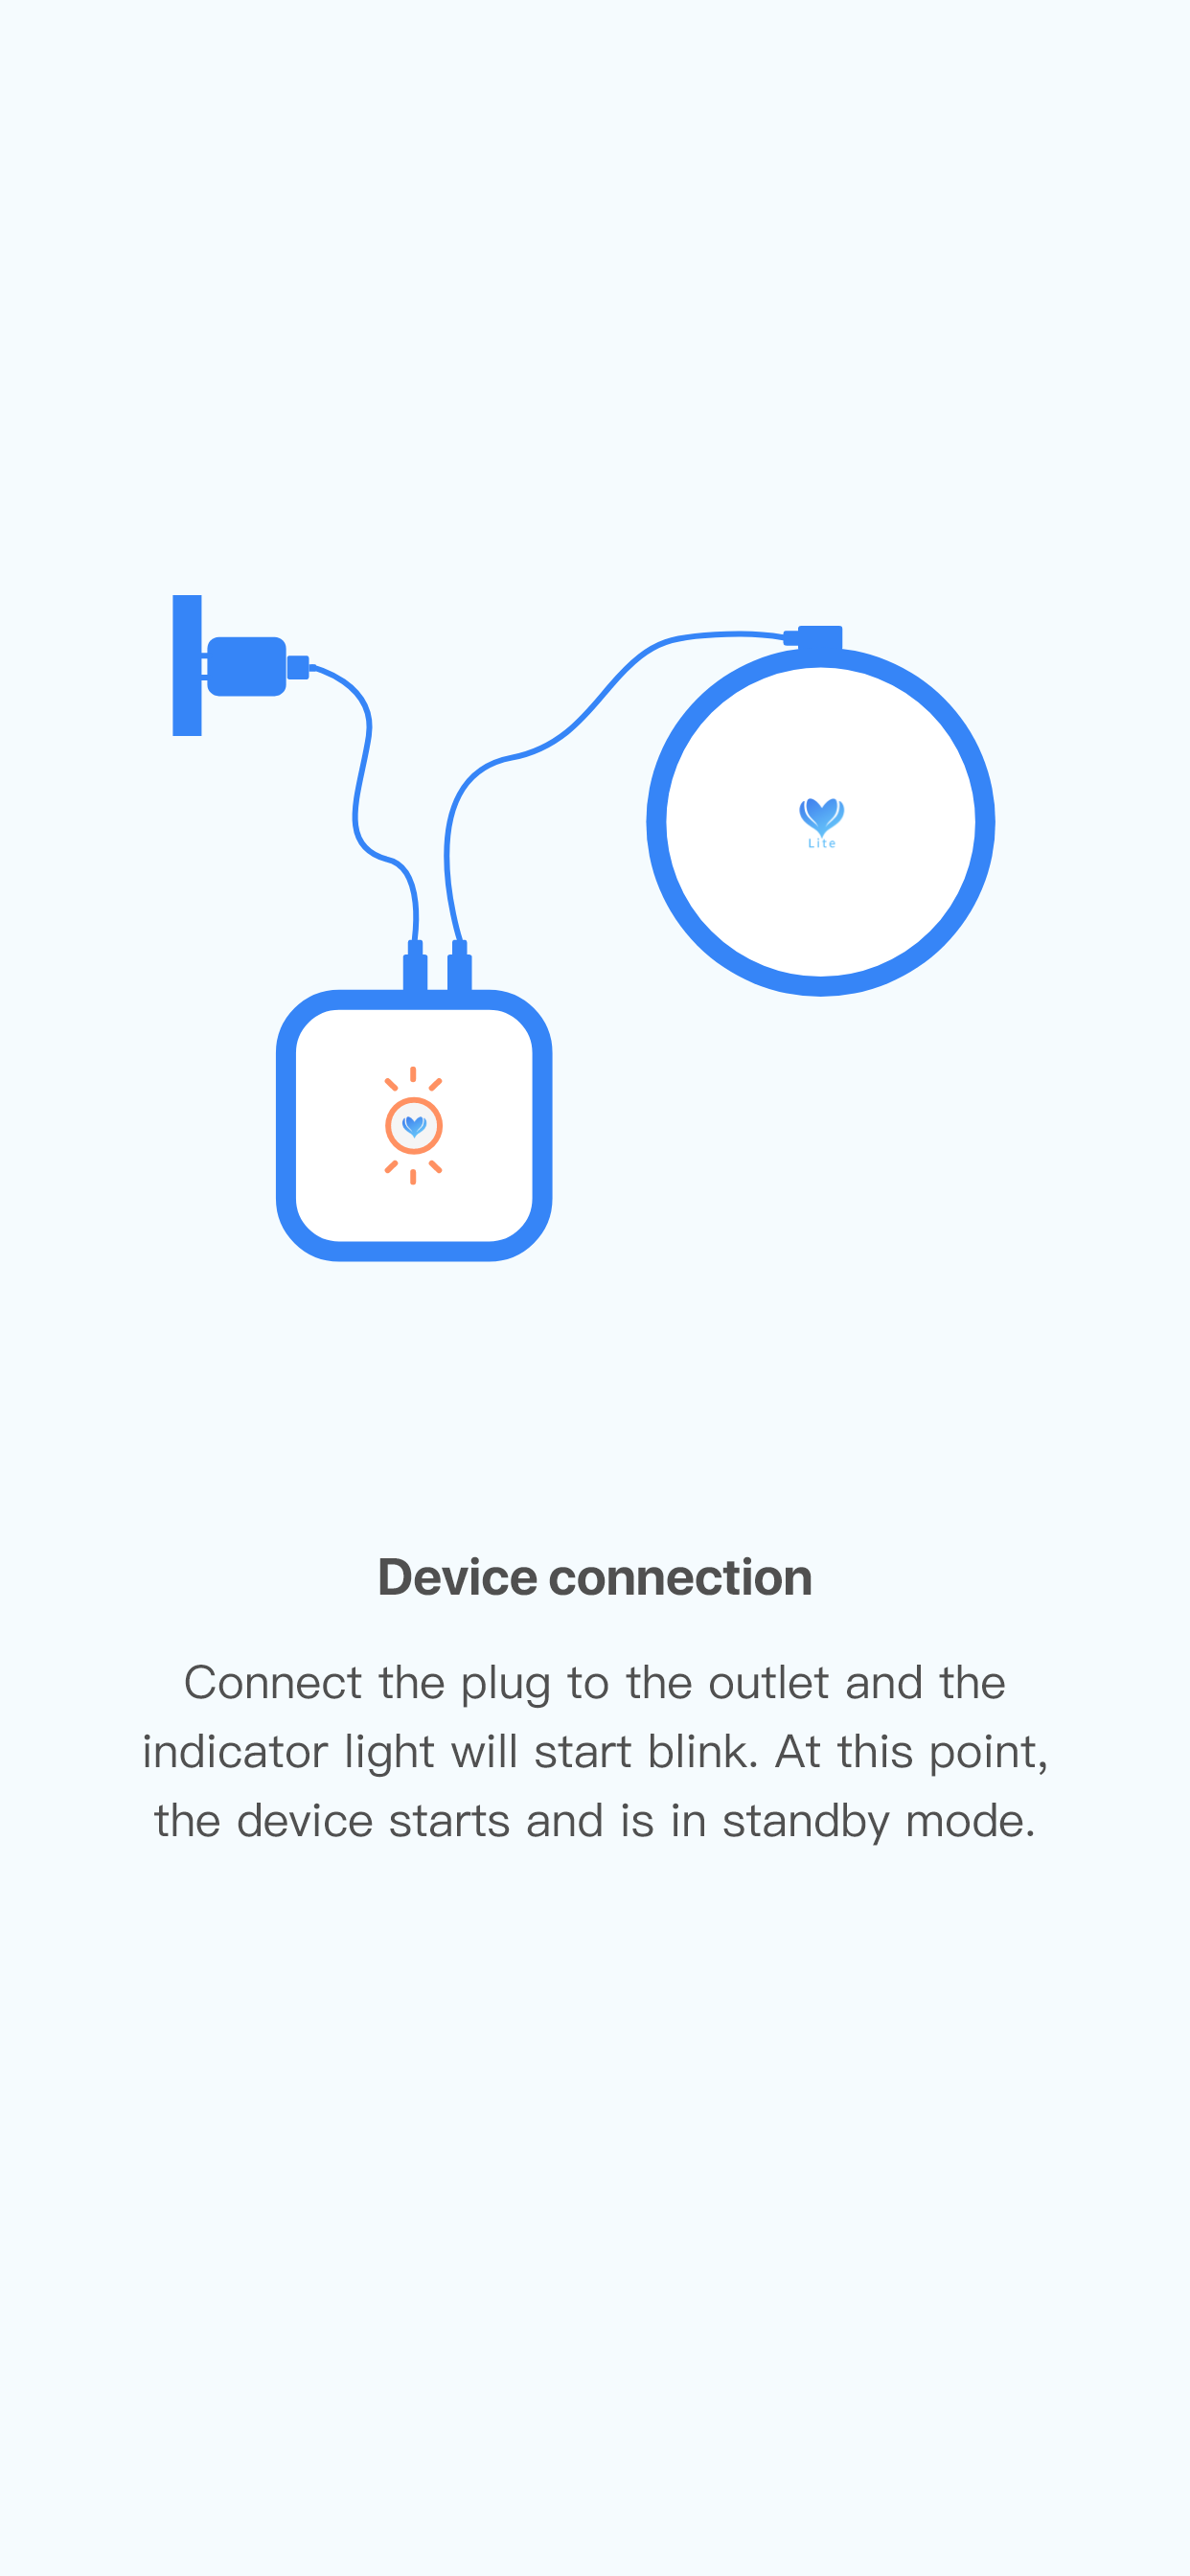 Lite
Device connection
Connect the plug to the outlet and the
indicator light will start blink. At this point,
the device starts and is in standby mode.